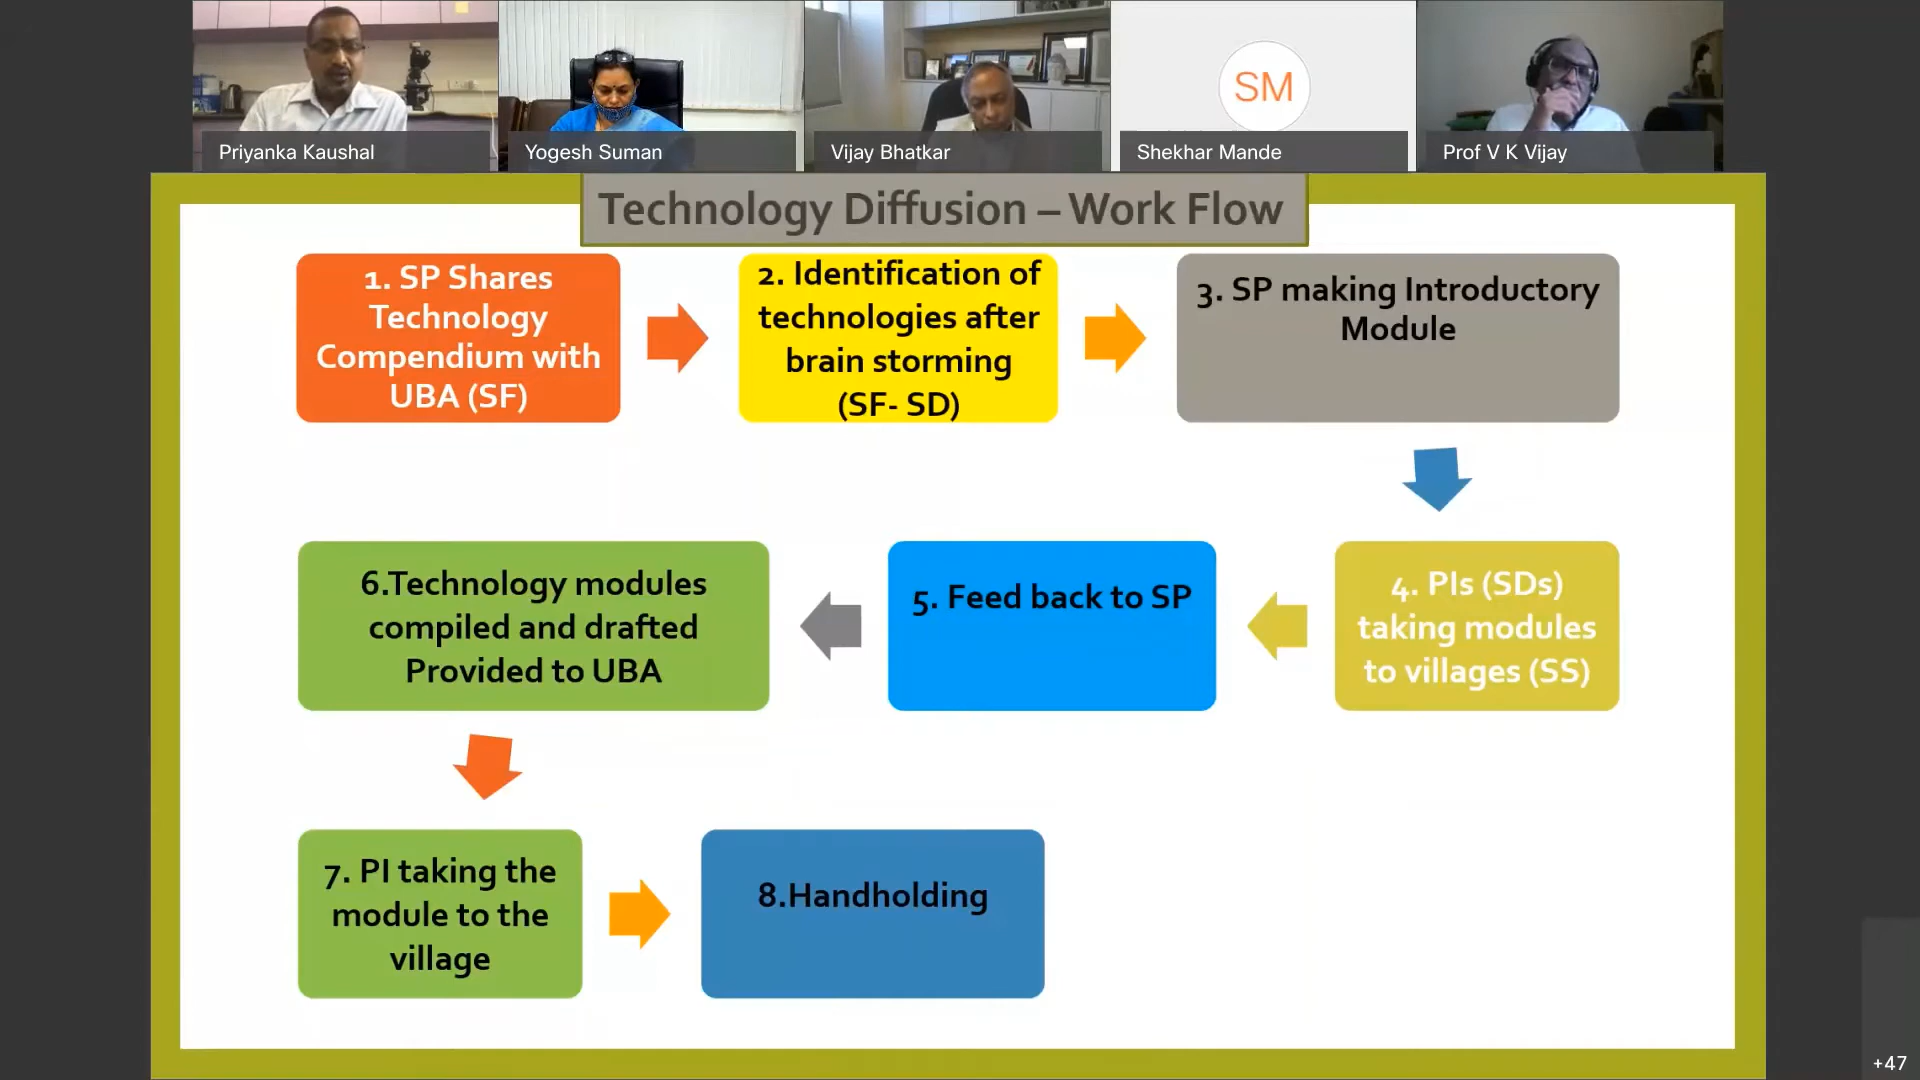 Priyanka Kaushal
Yogesh Suman
Vijay Bhatkar
SM
Shekhar Mande
Prof V K Vijay
Technology Diffusion – Work Flow
1. SP Shares
Technology
Compendium with
UBA (SF)
2. Identification of
technologies after
brain storming
(SF- SD)
3. SP making Introductory
Module
4. PIs (SDs)
taking modules
to villages (SS)
5. Feed back to SP
6.Technology modules
compiled and drafted
Provided to UBA
7. PI taking the
module to the
village
8.Handholding
+47